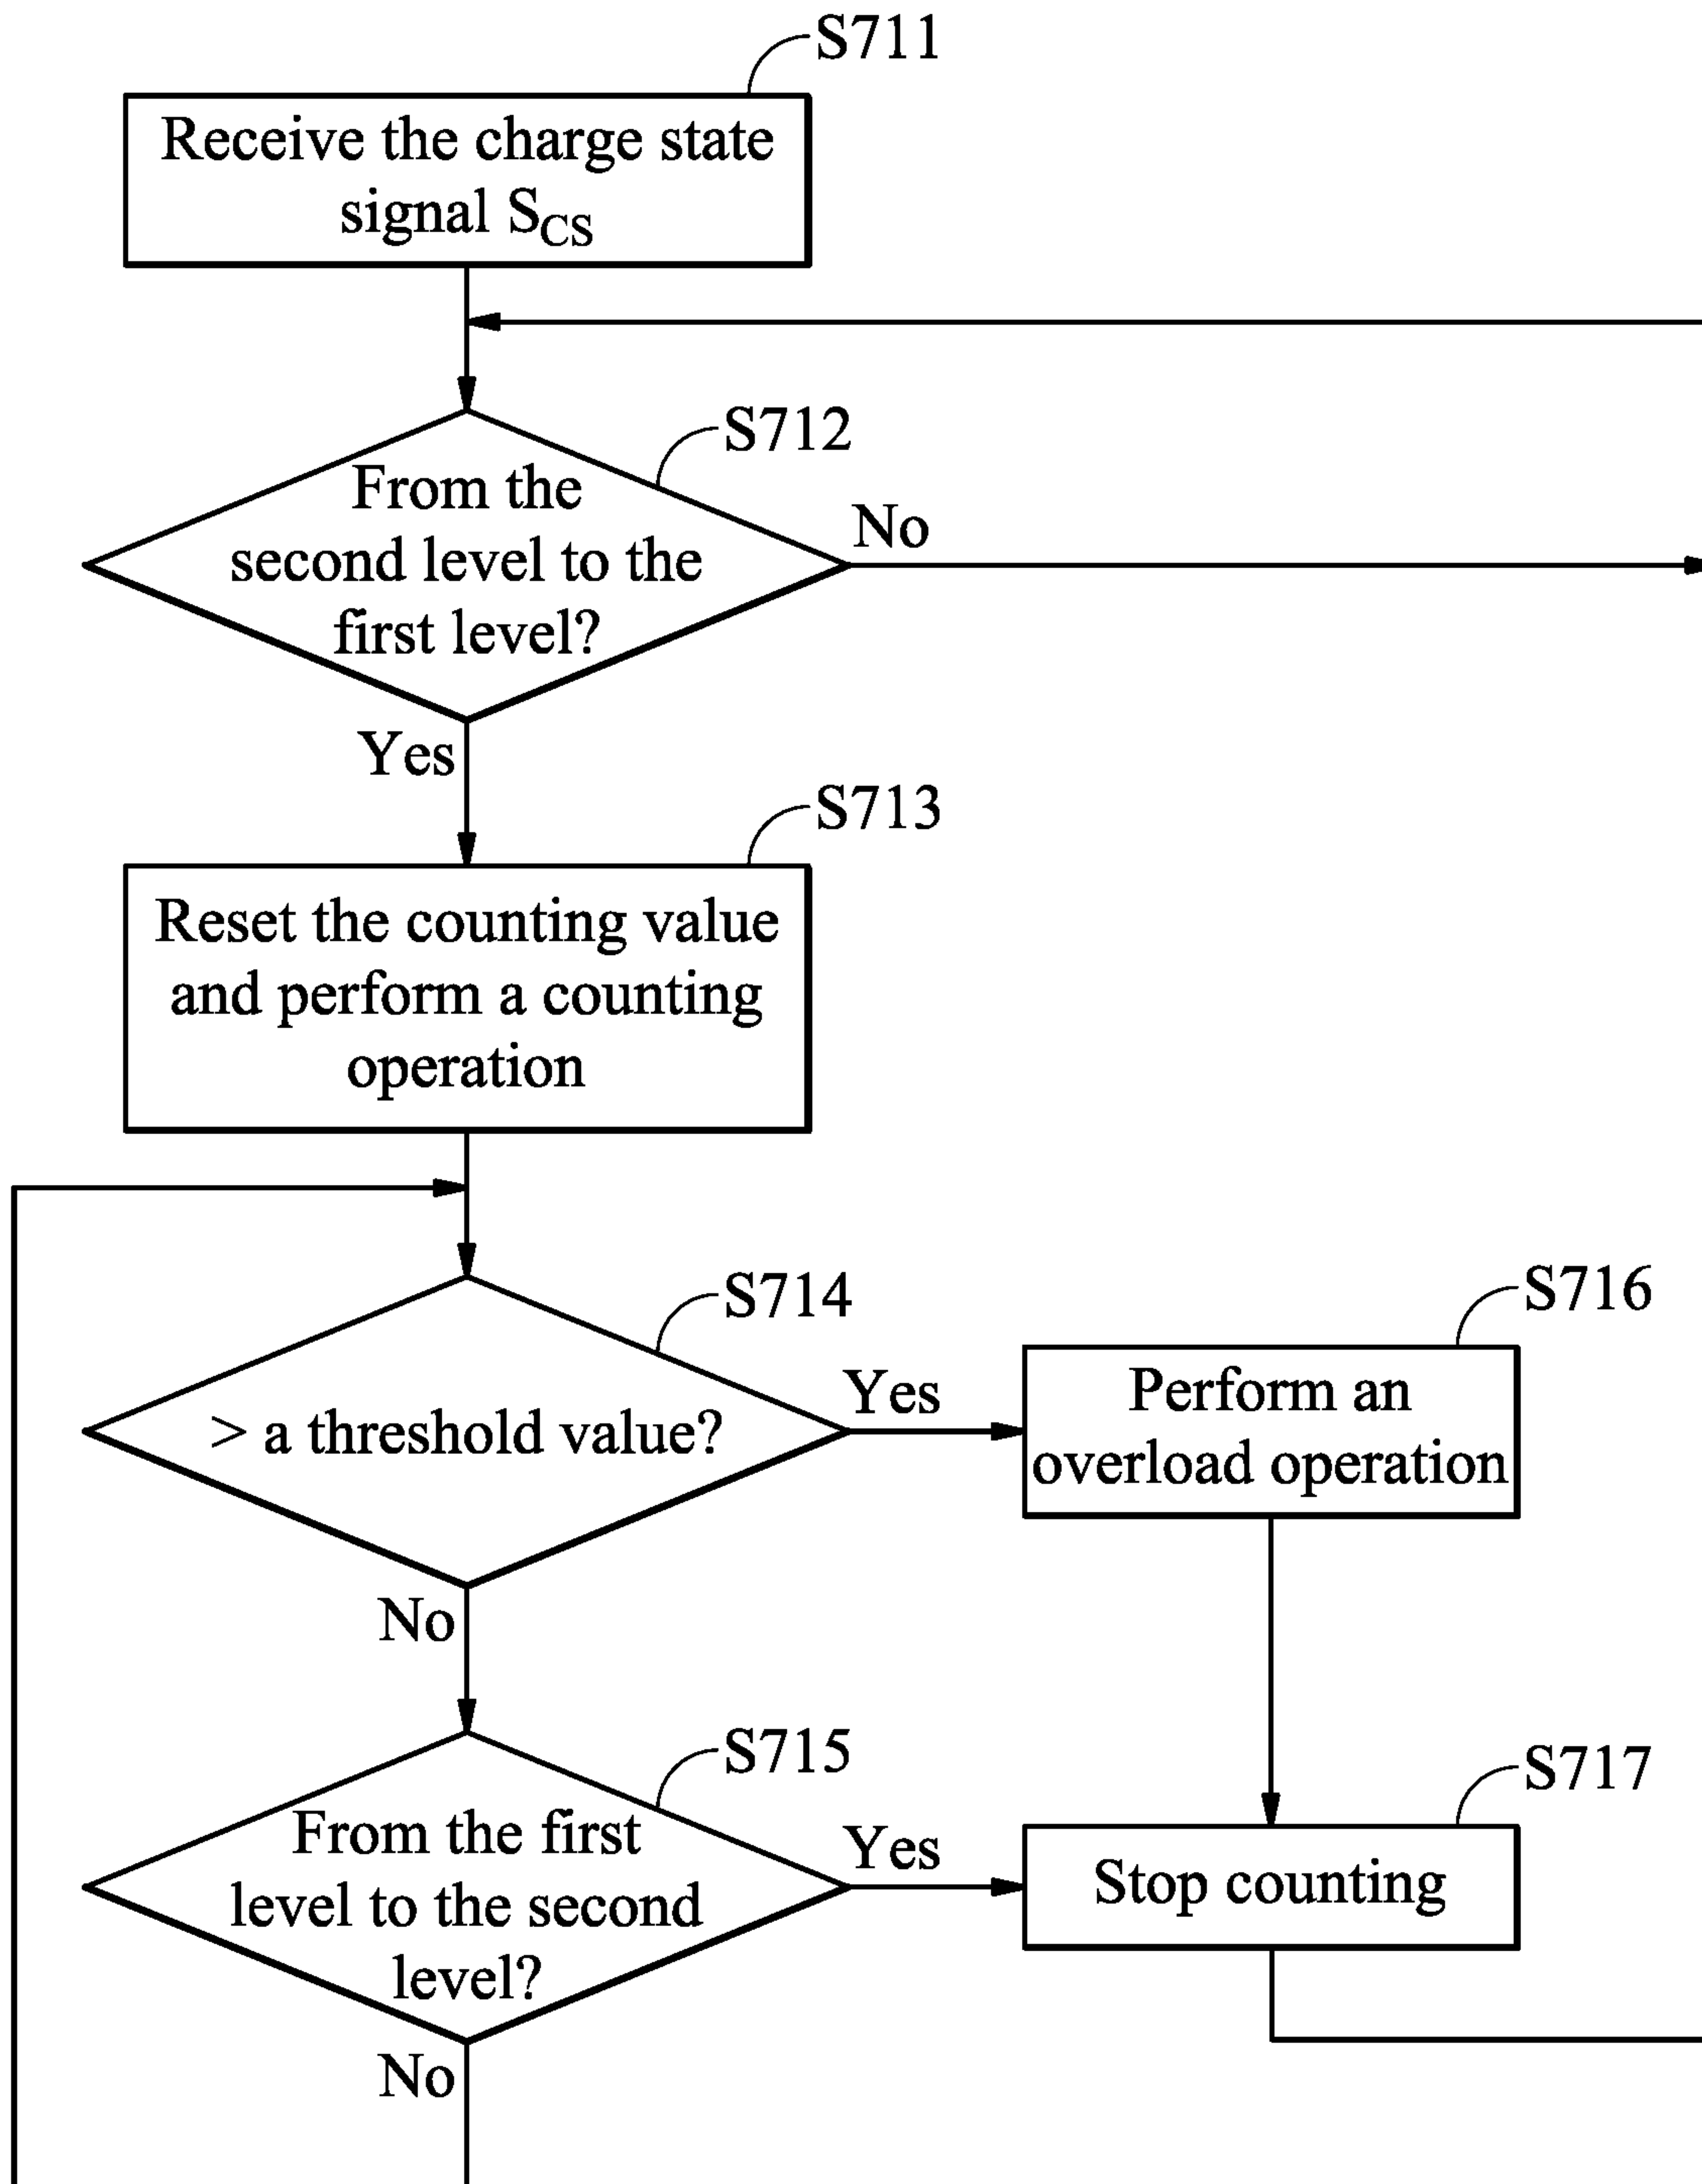 S711
Receive the charge state
signal S_CS
S712
From the
second level to the
first level?
No
Yes
S713
Reset the counting value
and perform a counting
operation
S714
> a threshold value?
Yes
S716
Perform an
overload operation
No
S715
From the first
level to the second
level?
Yes
S717
Stop counting
No